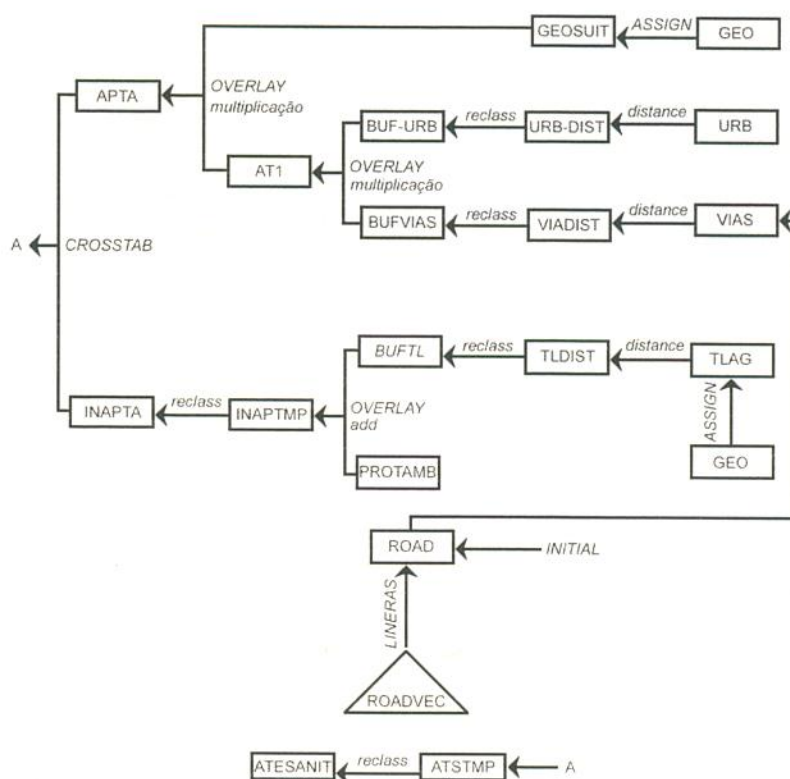 GEOSUIT ASSIGN GEO
APTA OVERLAY
multiplicação
BUF-URB reclass URB-DIST distance URB
AT1 OVERLAY
multiplicação
BUFVIAS reclass VIADIST distance VIAS
A CROSSTAB
BUFTL reclass TLDIST distance TLAG
INAPTA reclass INAPTMP OVERLAY
add
ASSIGN
PROTAMB GEO
ROAD INITIAL
LINERAS
ROADVEC
ATESANIT reclass ATSTMP A